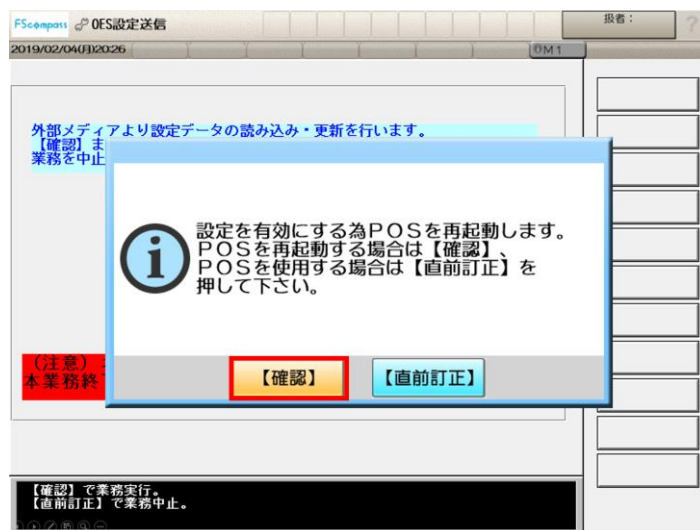 FScompass OES設定送信
扱者：
?
2019/02/04(月)20:26
0M1
外部メディアより設定データの読み込み・更新を行います。
【確認】ま
業務を中止
設定を有効にする為POSを再起動します。
POSを再起動する場合は【確認】、
POSを使用する場合は【直前訂正】を
押して下さい。
（注意）
本業務終
【確認】
【直前訂正】
【確認】で業務実行。
【直前訂正】で業務中止。